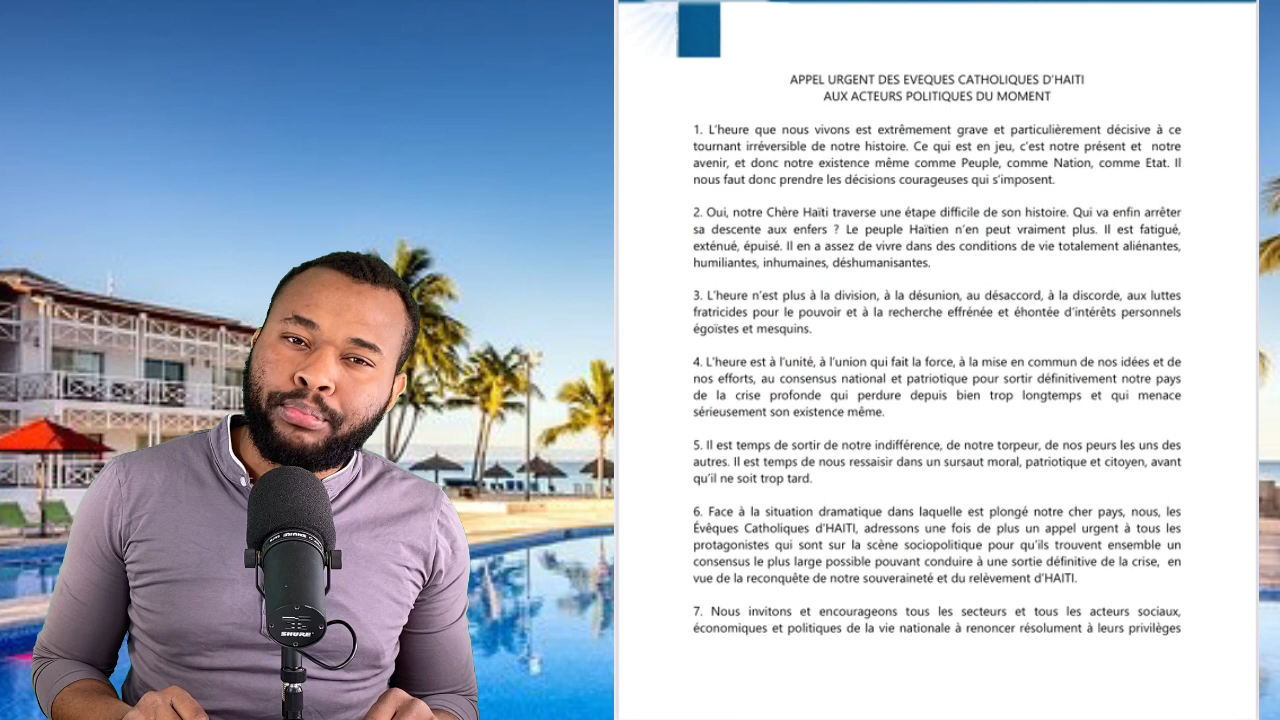 APPEL URGENT DES EVEQUES CATHOLIQUES D'HAITI
AUX ACTEURS POLITIQUES DU MOMENT
1. L'heure que nous vivons est extrêmement grave et particulièrement décisive à ce
tournant irréversible de notre histoire. Ce qui est en jeu, c'est notre présent et notre
avenir, et donc notre existence même comme Peuple, comme Nation, comme Etat. Il
nous faut donc prendre les décisions courageuses qui s'imposent.
2. Oui, notre Chère Haïti traverse une étape difficile de son histoire. Qui va enfin arrêter
sa descente aux enfers ? Le peuple Haïtien n'en peut vraiment plus. Il est fatigué,
exténué, épuisé. Il en a assez de vivre dans des conditions de vie totalement aliénantes,
humiliantes, inhumaines, déshumanisantes.
3. L'heure n'est plus à la division, à la désunion, au désaccord, à la discorde, aux luttes
fratricides pour le pouvoir et à la recherche effrénée et éhontée d'intérêts personnels
égoïstes et mesquins.
4. L'heure est à l'unité, à l'union qui fait la force, à la mise en commun de nos idées et de
nos efforts, au consensus national et patriotique pour sortir définitivement notre pays
de la crise profonde qui perdure depuis bien trop longtemps et qui menace
sérieusement son existence même.
5. Il est temps de sortir de notre indifférence, de notre torpeur, de nos peurs les uns des
autres. Il est temps de nous ressaisir dans un sursaut moral, patriotique et citoyen, avant
qu'il ne soit trop tard.
6. Face à la situation dramatique dans laquelle est plongé notre cher pays, nous, les
Évêques Catholiques d'HAITI, adressons une fois de plus un appel urgent à tous les
protagonistes qui sont sur la scène sociopolitique pour qu'ils trouvent ensemble un
consensus le plus large possible pouvant conduire à une sortie définitive de la crise, en
vue de la reconquête de notre souveraineté et du relèvement d'HAITI.
7. Nous invitons et encourageons tous les secteurs et tous les acteurs sociaux,
économiques et politiques de la vie nationale à renoncer résolument à leurs privilèges
SHURE